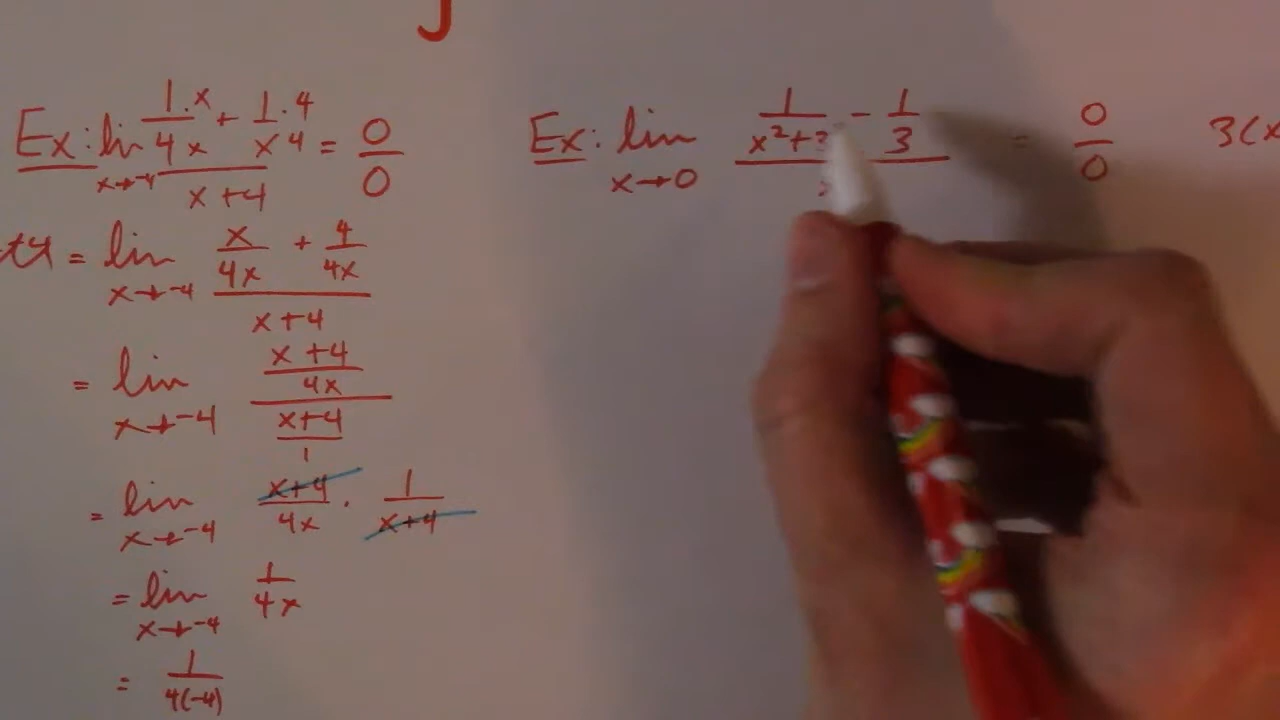 Ex: lim 1·x/4x + 1·4/x4 / x+4 = 0/0
x→-4
= lim x/4x + 4/4x / x+4
x→-4
= lim x+4/4x / x+4/1
x→-4
= lim x+4/4x · 1/x+4
x→-4
= lim 1/4x
x→-4
= 1/4(-4)
Ex: lim 1/x²+3 - 1/3 = 0/0 3(x
x→0